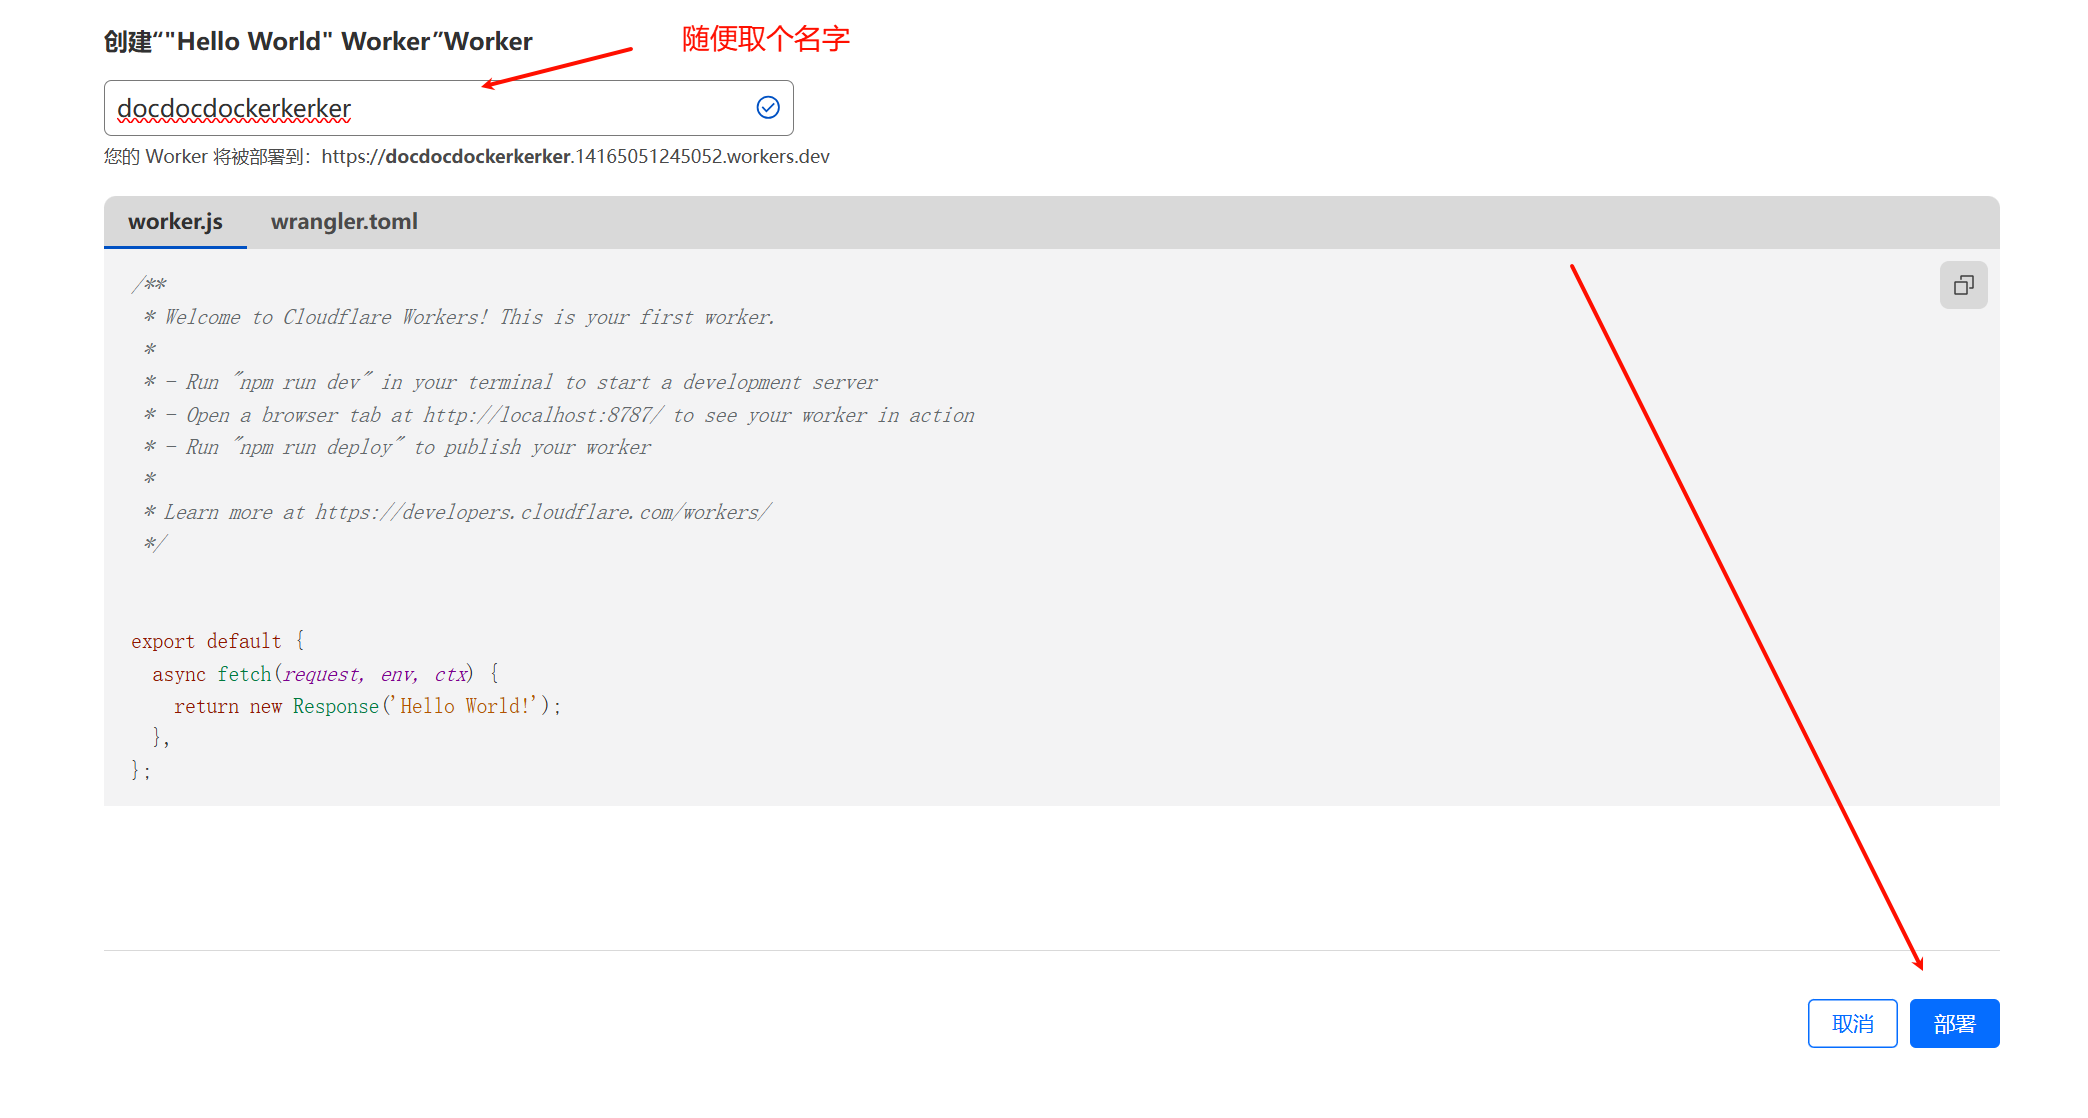 创建“"Hello World" Worker”Worker
随便取个名字
docdocdockerkerker
您的 Worker 将被部署到：https://docdocdockerkerker.14165051245052.workers.dev
worker.js wrangler.toml
/**
* Welcome to Cloudflare Workers! This is your first worker.
*
* - Run "npm run dev" in your terminal to start a development server
* - Open a browser tab at http://localhost:8787/ to see your worker in action
* - Run "npm run deploy" to publish your worker
*
* Learn more at https://developers.cloudflare.com/workers/
*/
export default {
async fetch(request, env, ctx) {
return new Response('Hello World!');
},
};
取消 部署